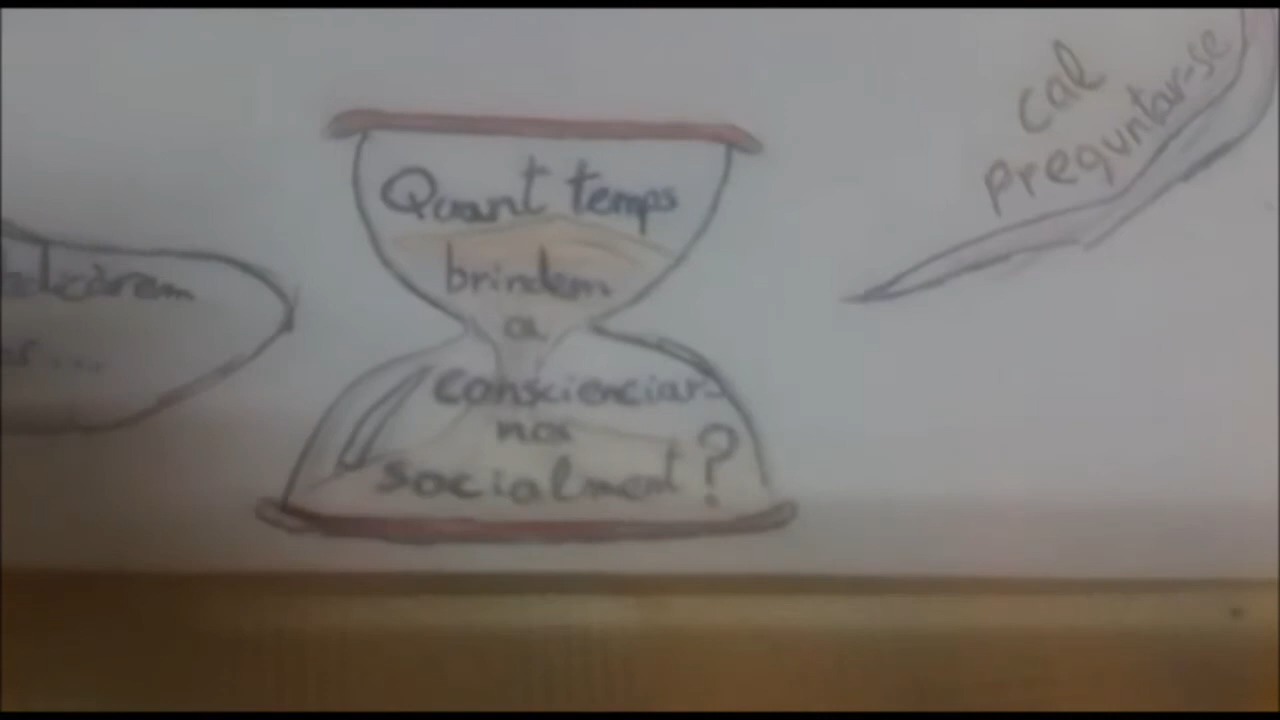 cal
preguntar-se
Quant temps
brindem
a
conscienciar-
nos
socialment?